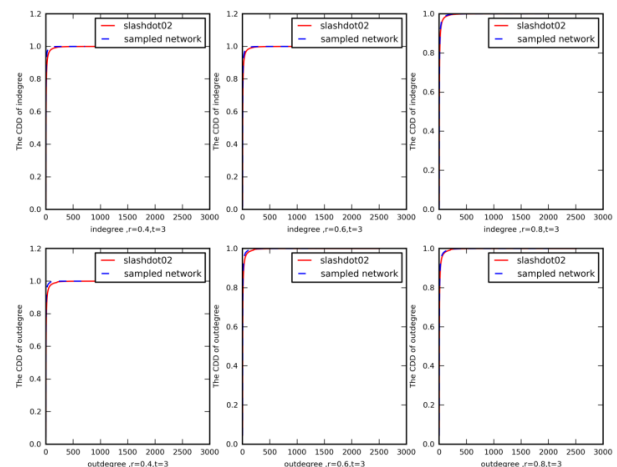 1.2
1.0
0.8
0.6
0.4
0.2
0.0
The CDD of indegree
slashdot02
sampled network
0 500 1000 1500 2000 2500 3000
indegree ,r=0.4,t=3
1.2
1.0
0.8
0.6
0.4
0.2
0.0
The CDD of indegree
slashdot02
sampled network
0 500 1000 1500 2000 2500 3000
indegree ,r=0.6,t=3
1.0
0.8
0.6
0.4
0.2
0.0
The CDD of indegree
slashdot02
sampled network
0 500 1000 1500 2000 2500 3000
indegree ,r=0.8,t=3
1.2
1.0
0.8
0.6
0.4
0.2
0.0
The CDD of outdegree
slashdot02
sampled network
0 500 1000 1500 2000 2500 3000
outdegree ,r=0.4,t=3
1.0
0.8
0.6
0.4
0.2
0.0
The CDD of outdegree
slashdot02
sampled network
0 500 1000 1500 2000 2500 3000
outdegree ,r=0.6,t=3
1.0
0.8
0.6
0.4
0.2
0.0
The CDD of outdegree
slashdot02
sampled network
0 500 1000 1500 2000 2500 3000
outdegree ,r=0.8,t=3